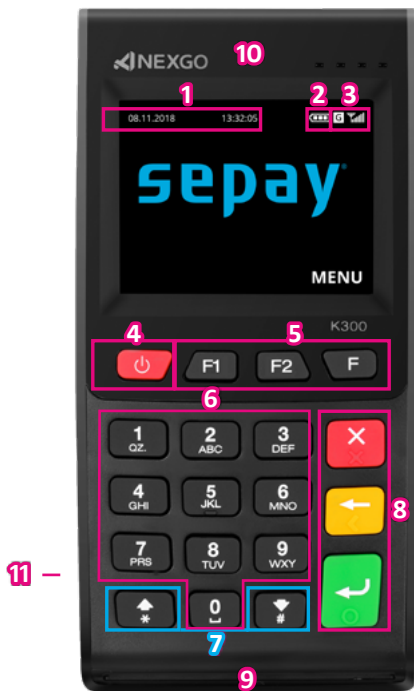 NEXGO 10
1 2 3
08.11.2018 13:32:05 G
sepay
MENU
K300
4 5
F1 F2 F
6
1 2 3
QZ. ABC DEF
4 5 6
GHI JKL MNO
8
7 8 9
PRS TUV WXY
11
0
* #
7
9